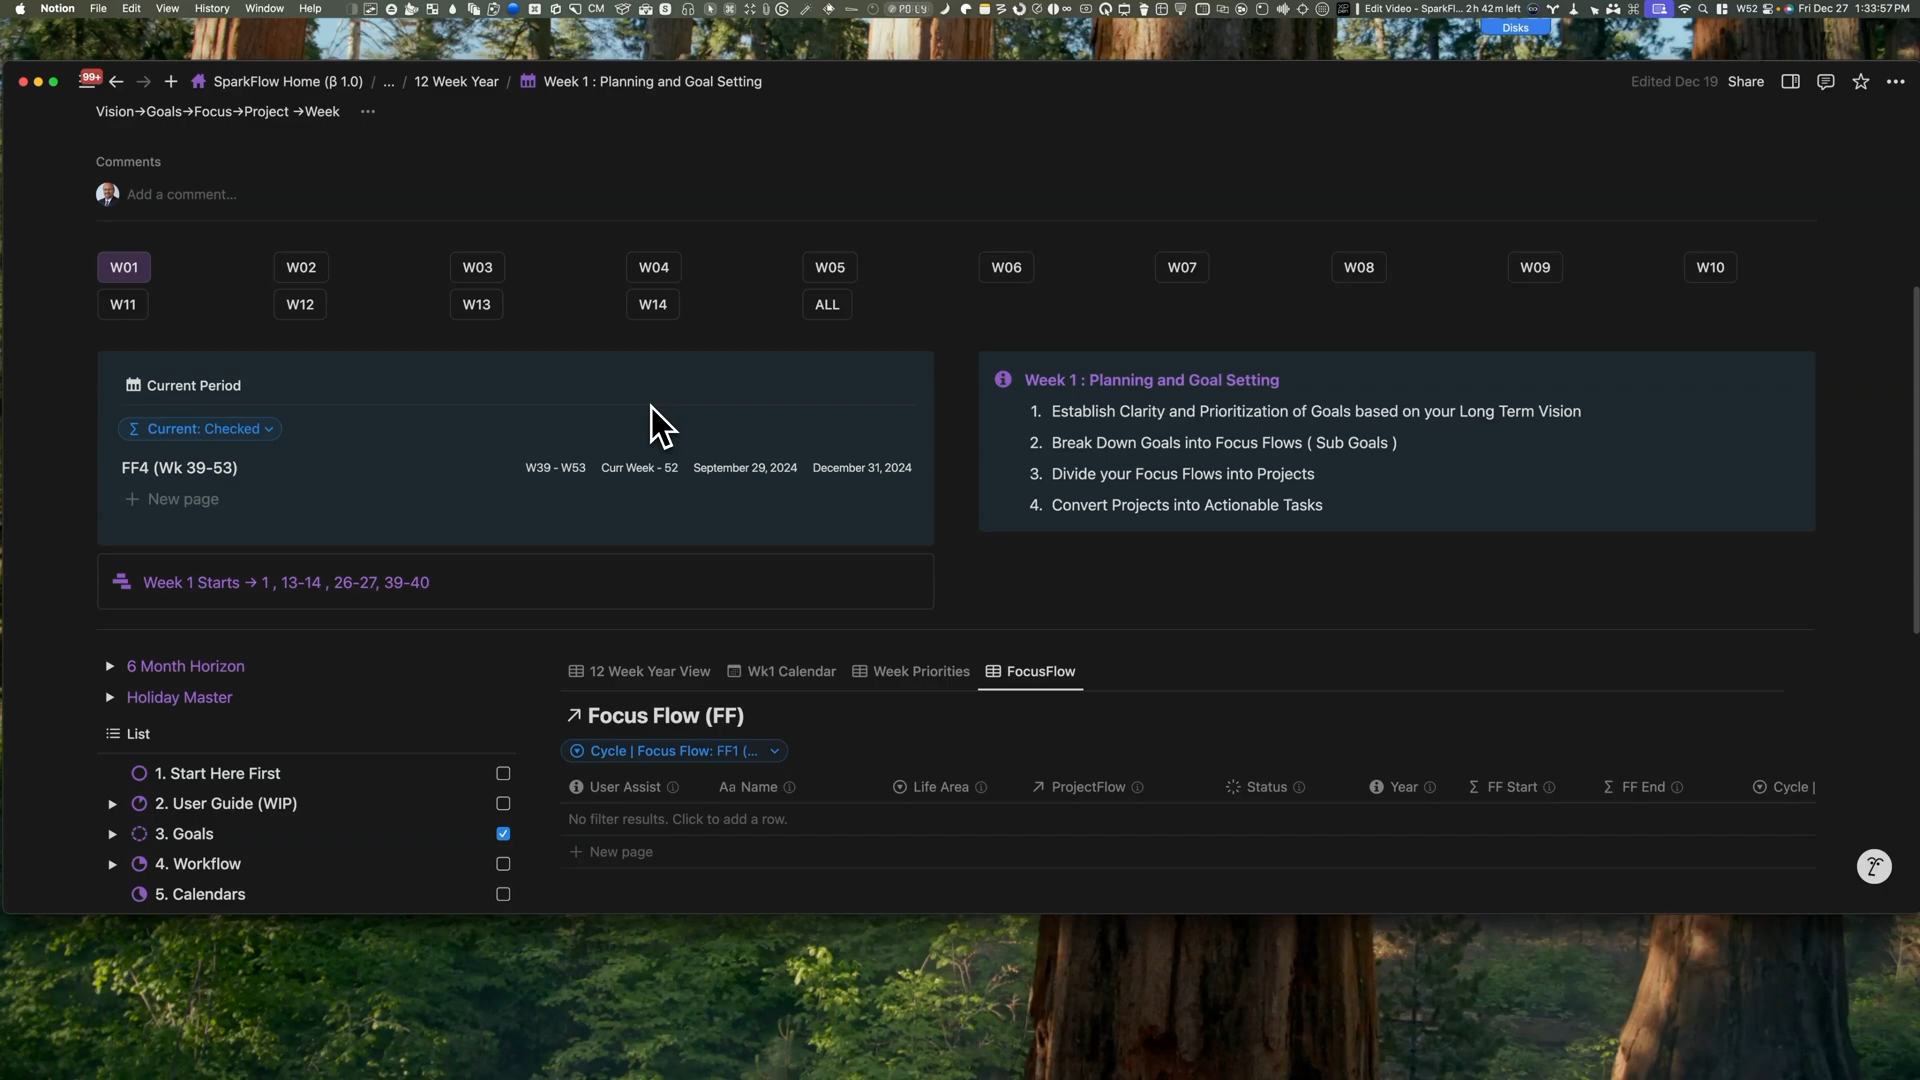 Notion File Edit View History Window Help CM Edit Video - SparkFl... 2h 42m left W52 Fri Dec 27 1:33:57 PM
Disks
99+ SparkFlow Home (β 1.0) / ... / 12 Week Year / Week 1 : Planning and Goal Setting Edited Dec 19 Share
Vision→Goals→Focus→Project →Week ...
Comments
Add a comment...
W01 W02 W03 W04 W05 W06 W07 W08 W09 W10
W11 W12 W13 W14 ALL
Current Period
Σ Current: Checked
FF4 (Wk 39-53) W39 - W53 Curr Week - 52 September 29, 2024 December 31, 2024
+ New page
Week 1 : Planning and Goal Setting
1. Establish Clarity and Prioritization of Goals based on your Long Term Vision
2. Break Down Goals into Focus Flows ( Sub Goals )
3. Divide your Focus Flows into Projects
4. Convert Projects into Actionable Tasks
Week 1 Starts → 1 , 13-14 , 26-27, 39-40
6 Month Horizon
Holiday Master
List
1. Start Here First
2. User Guide (WIP)
3. Goals
4. Workflow
5. Calendars
12 Week Year View Wk1 Calendar Week Priorities FocusFlow
↗ Focus Flow (FF)
Cycle | Focus Flow: FF1 (...
User Assist Aa Name Life Area ↗ ProjectFlow Status Year Σ FF Start Σ FF End Cycle |
No filter results. Click to add a row.
+ New page